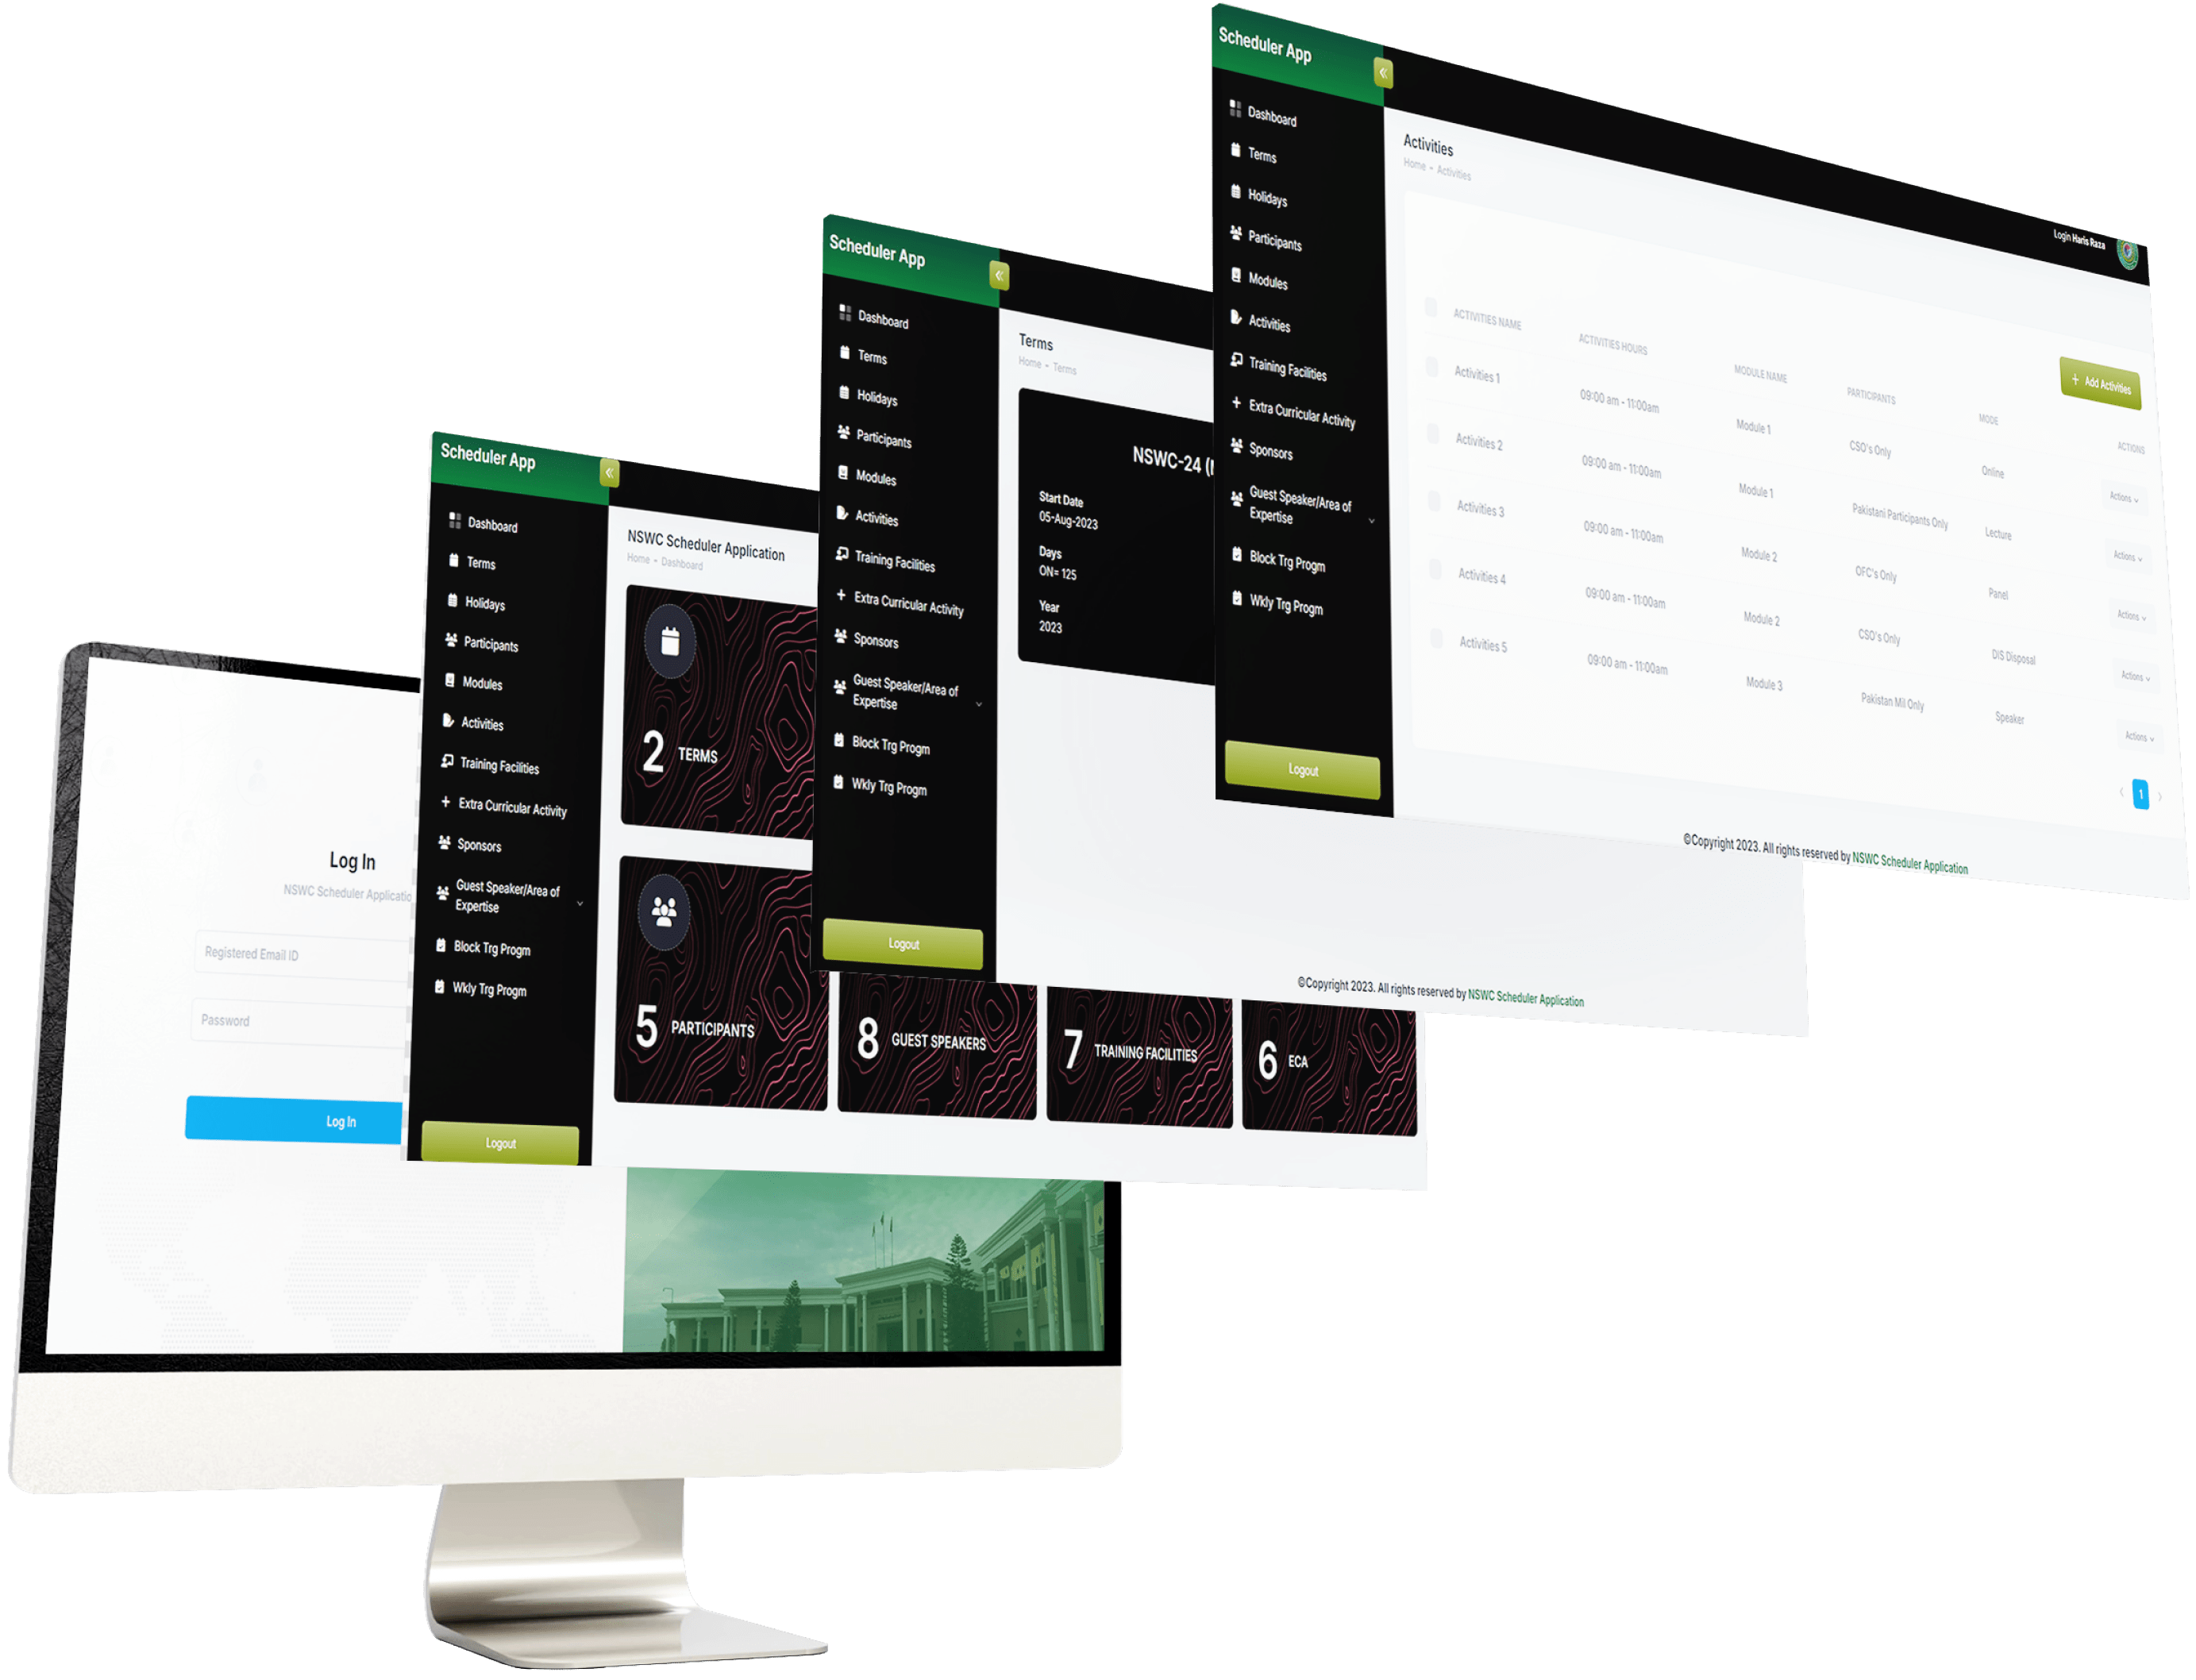 Log In
NSWC Scheduler Applicatio
Registered Email ID
Password
Log In
Scheduler App
Dashboard
Terms
Holidays
Participants
Modules
Activities
Training Facilities
Extra Curricular Activity
Sponsors
Guest Speaker/Area of
Expertise
Block Trg Progm
Wkly Trg Progm
Logout
NSWC Scheduler Application
Home - Dashboard
2 TERMS
5 PARTICIPANTS
8 GUEST SPEAKERS
7 TRAINING FACILITIES
6 ECA
Scheduler App
Dashboard
Terms
Holidays
Participants
Modules
Activities
Training Facilities
Extra Curricular Activity
Sponsors
Guest Speaker/Area of
Expertise
Block Trg Progm
Wkly Trg Progm
Logout
Terms
Home - Terms
NSWC-24 (
Start Date
05-Aug-2023
Days
ON= 125
Year
2023
©Copyright 2023. All rights reserved by NSWC Scheduler Application
Scheduler App
Dashboard
Terms
Holidays
Participants
Modules
Activities
Training Facilities
Extra Curricular Activity
Sponsors
Guest Speaker/Area of
Expertise
Block Trg Progm
Wkly Trg Progm
Logout
Login Haris Raza
Activities
Home - Activities
+ Add Activities
ACTIVITIES NAME ACTIVITIES HOURS MODULE NAME PARTICIPANTS MODE ACTIONS
Activities 1 09:00 am - 11:00am Module 1 CSO's Only Online Actions
Activities 2 09:00 am - 11:00am Module 1 Pakistani Participants Only Lecture Actions
Activities 3 09:00 am - 11:00am Module 2 OFC's Only Panel Actions
Activities 4 09:00 am - 11:00am Module 2 CSO's Only DIS Disposal Actions
Activities 5 09:00 am - 11:00am Module 3 Pakistan Mil Only Speaker Actions
1
©Copyright 2023. All rights reserved by NSWC Scheduler Application